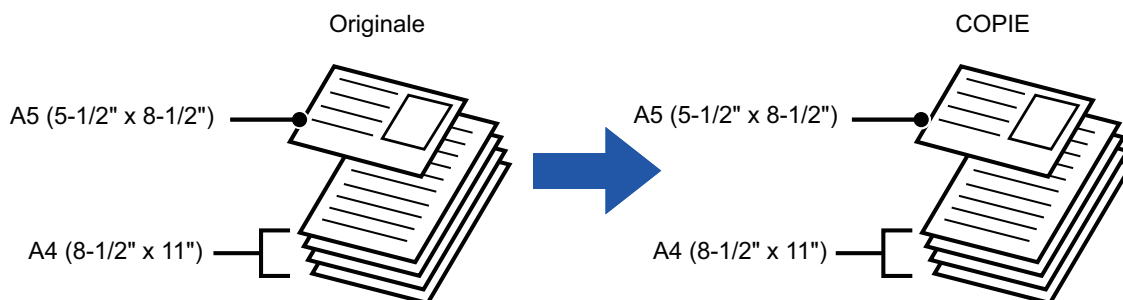 Originale
COPIE
A5 (5-1/2" x 8-1/2")
A5 (5-1/2" x 8-1/2")
A4 (8-1/2" x 11")
A4 (8-1/2" x 11")